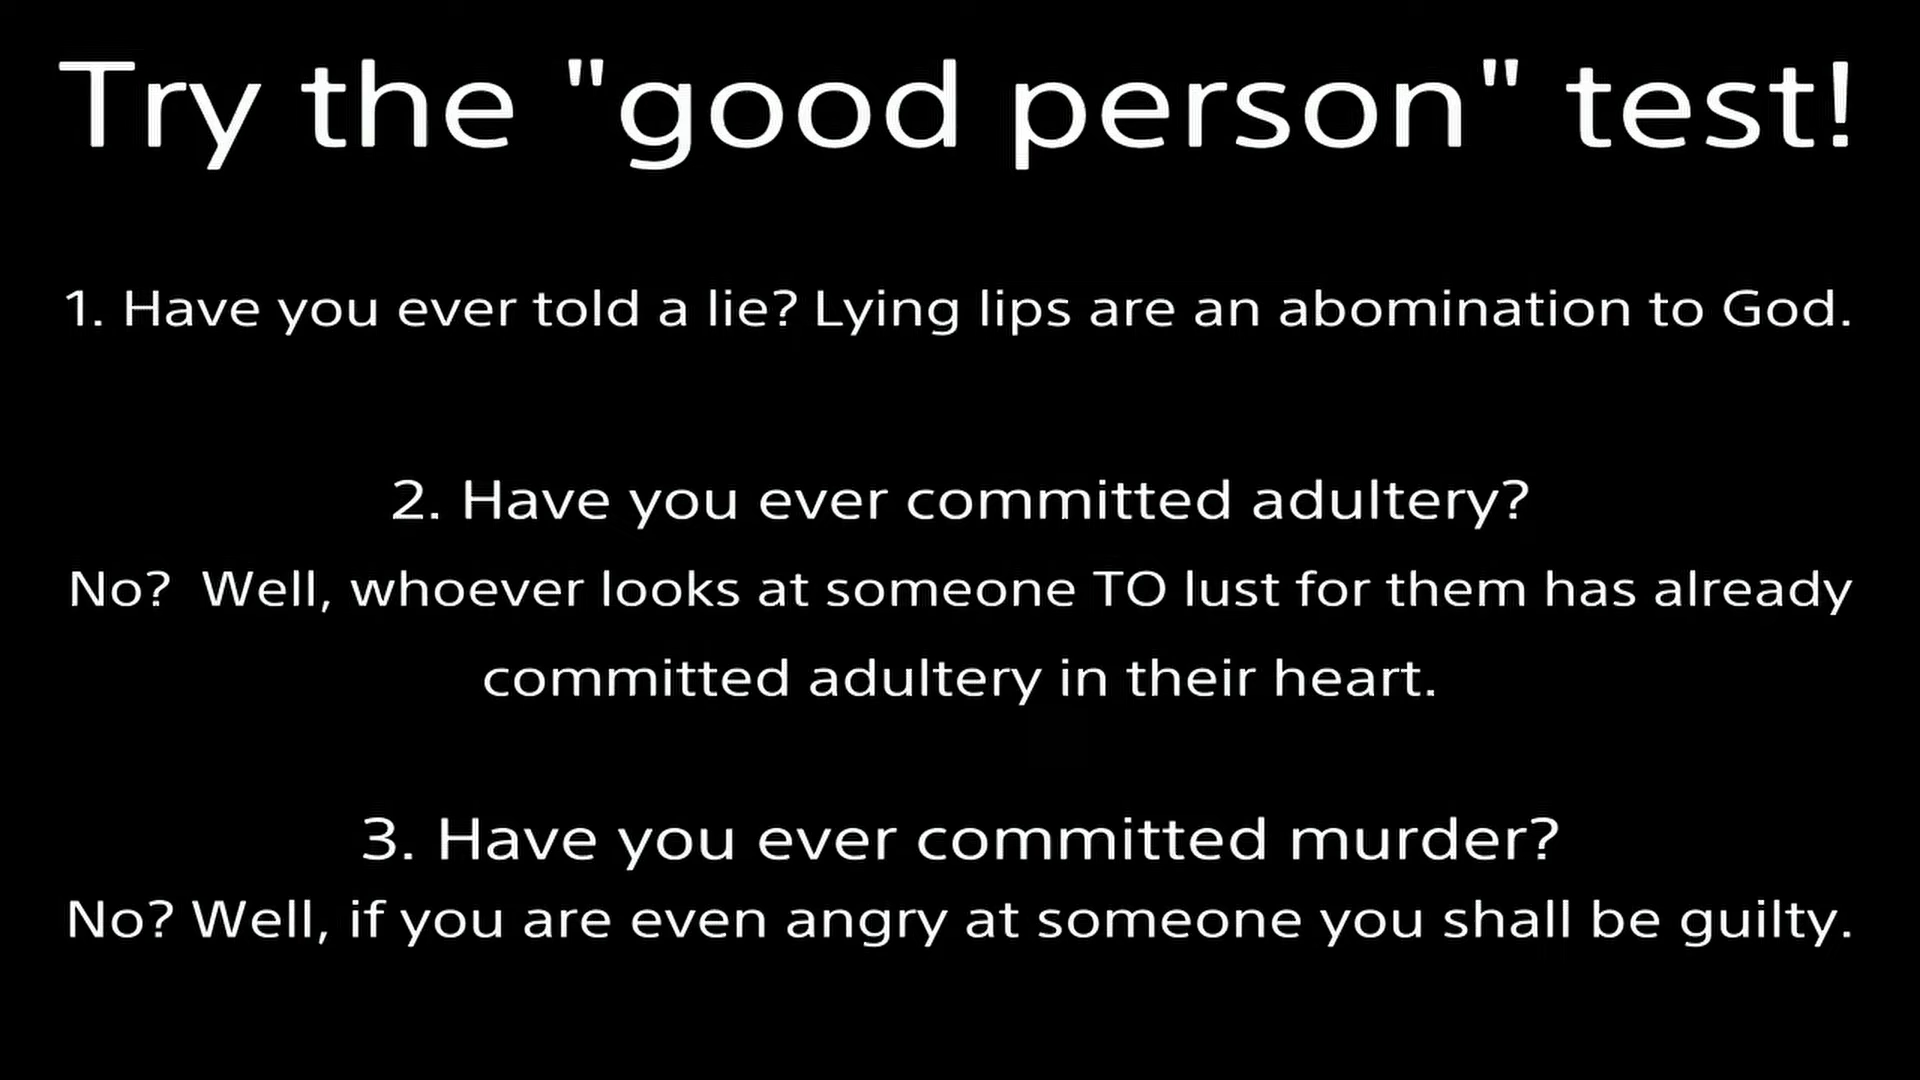 Try the "good person" test!
1. Have you ever told a lie? Lying lips are an abomination to God.
2. Have you ever committed adultery?
No?  Well, whoever looks at someone TO lust for them has already
committed adultery in their heart.
3. Have you ever committed murder?
No? Well, if you are even angry at someone you shall be guilty.